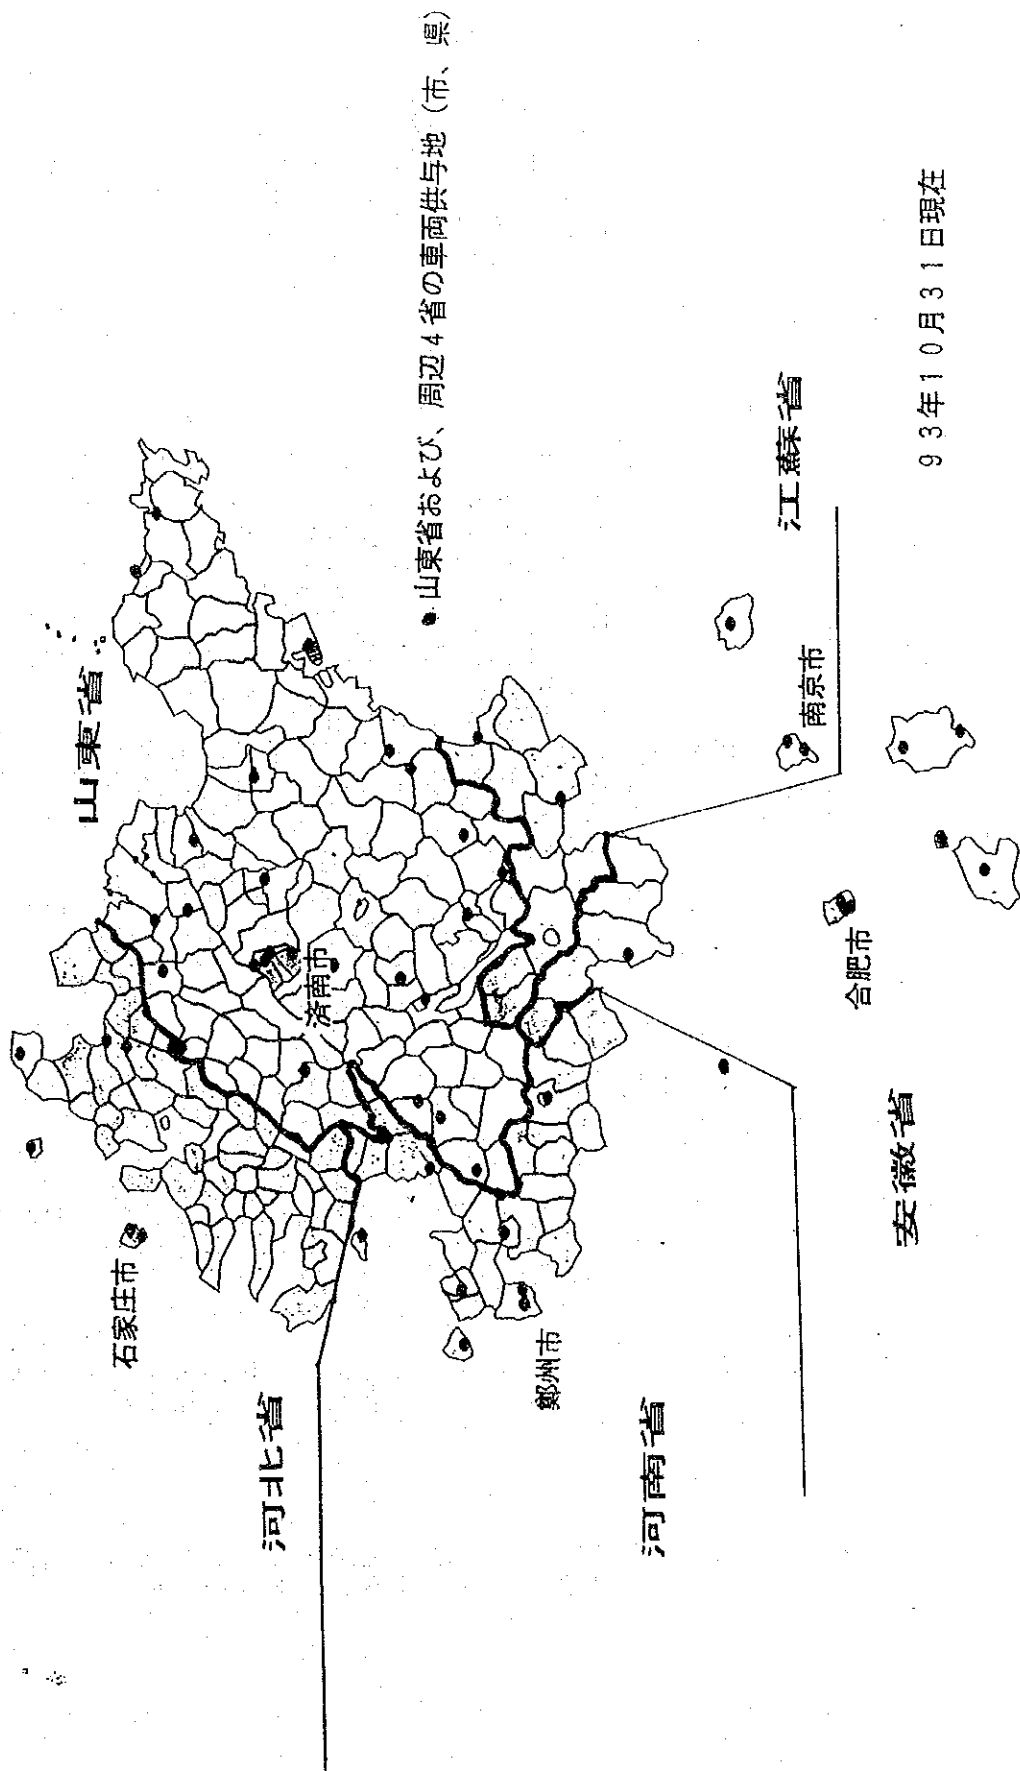 山東省
石家庄市
河北省
済南市
● 山東省および、周辺4省の車両供与地（市、県）
鄭州市
河南省
江蘇省
南京市
合肥市
安徽省
93年10月31日現在